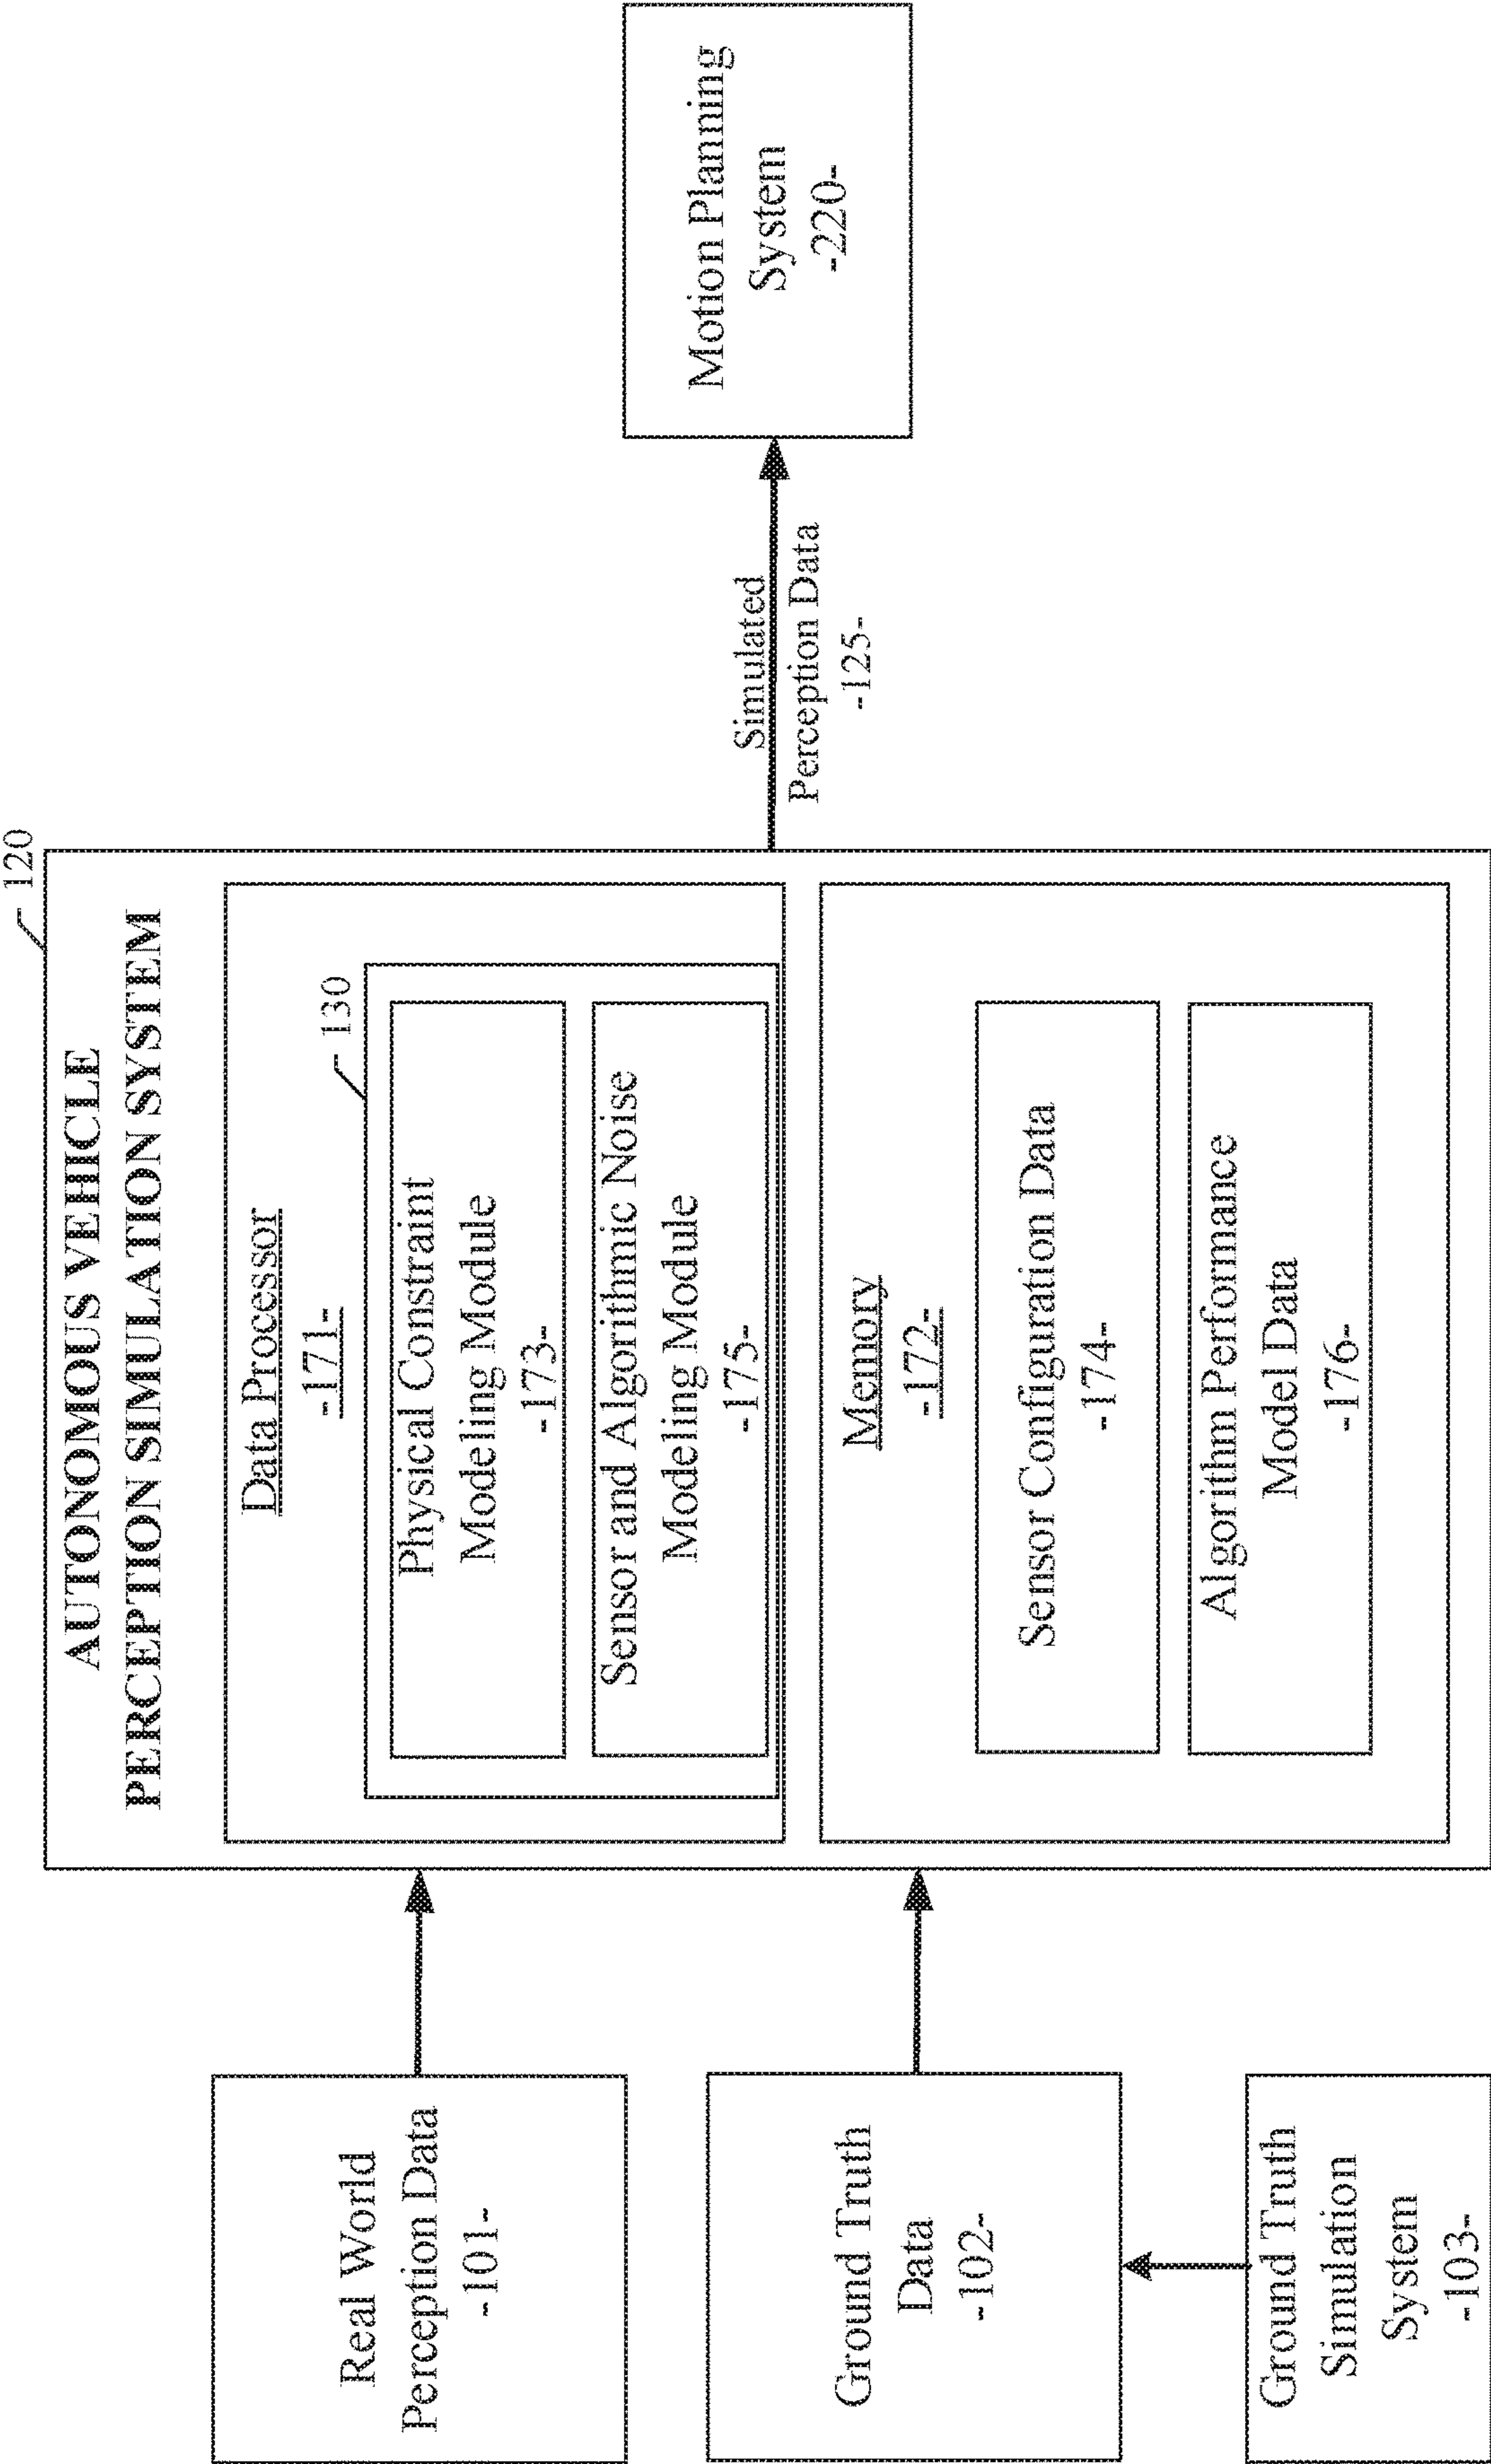 Real World
Perception Data
-101-
Ground Truth
Data
-102-
Ground Truth
Simulation
System
-103-
120
AUTONOMOUS VEHICLE
PERCEPTION SIMULATION SYSTEM
Data Processor
-171-
130
Physical Constraint
Modeling Module
-173-
Sensor and Algorithmic Noise
Modeling Module
-175-
Memory
-172-
Sensor Configuration Data
-174-
Algorithm Performance
Model Data
-176-
Simulated
Perception Data
-125-
Motion Planning
System
-220-